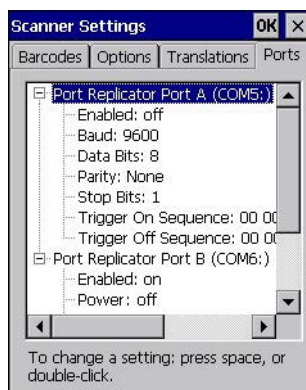 Scanner Settings OK ×
Barcodes Options Translations Ports
Port Replicator Port A (COM5:)
Enabled: off
Baud: 9600
Data Bits: 8
Parity: None
Stop Bits: 1
Trigger On Sequence: 00 00
Trigger Off Sequence: 00 00
Port Replicator Port B (COM6:)
Enabled: on
Power: off
To change a setting: press space, or
double-click.